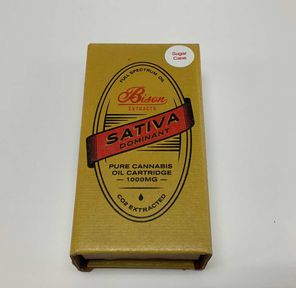 Sugar
Cane
FULL SPECTRUM OIL
Bison
EXTRACTS
SATIVA
DOMINANT
PURE CANNABIS
OIL CARTRIDGE
—1000MG—
CO2 EXTRACTED